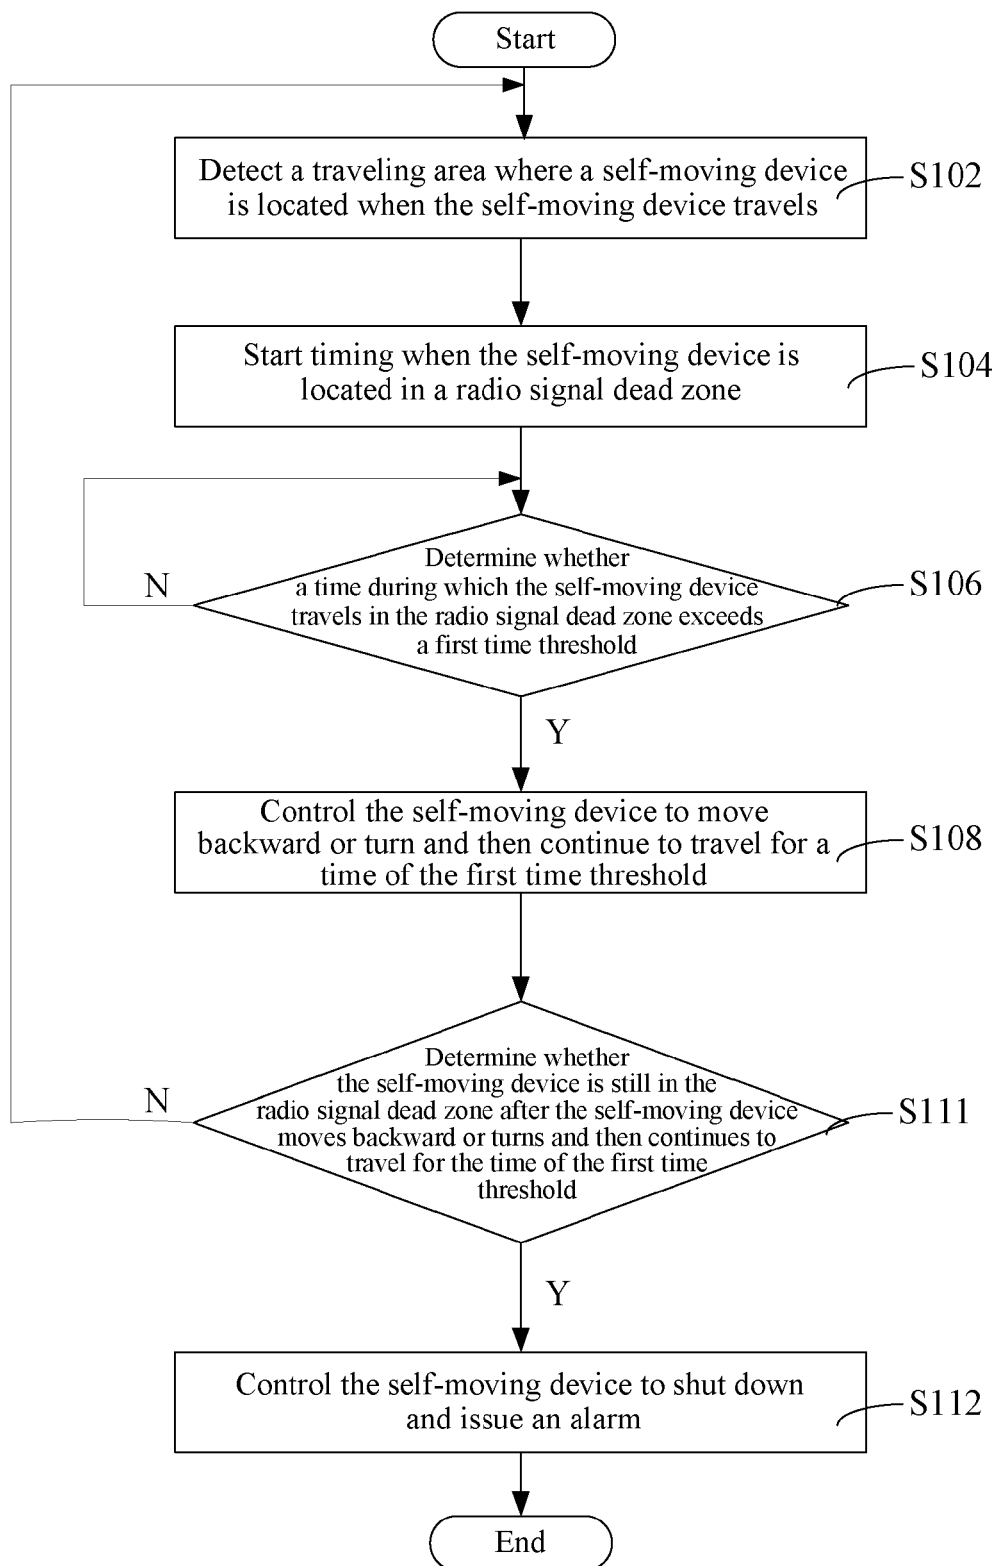 Start
Detect a traveling area where a self-moving device
is located when the self-moving device travels
S102
Start timing when the self-moving device is
located in a radio signal dead zone
S104
Determine whether
a time during which the self-moving device
travels in the radio signal dead zone exceeds
a first time threshold
S106
N
Y
Control the self-moving device to move
backward or turn and then continue to travel for a
time of the first time threshold
S108
Determine whether
the self-moving device is still in the
radio signal dead zone after the self-moving device
moves backward or turns and then continues to
travel for the time of the first time
threshold
S111
N
Y
Control the self-moving device to shut down
and issue an alarm
S112
End